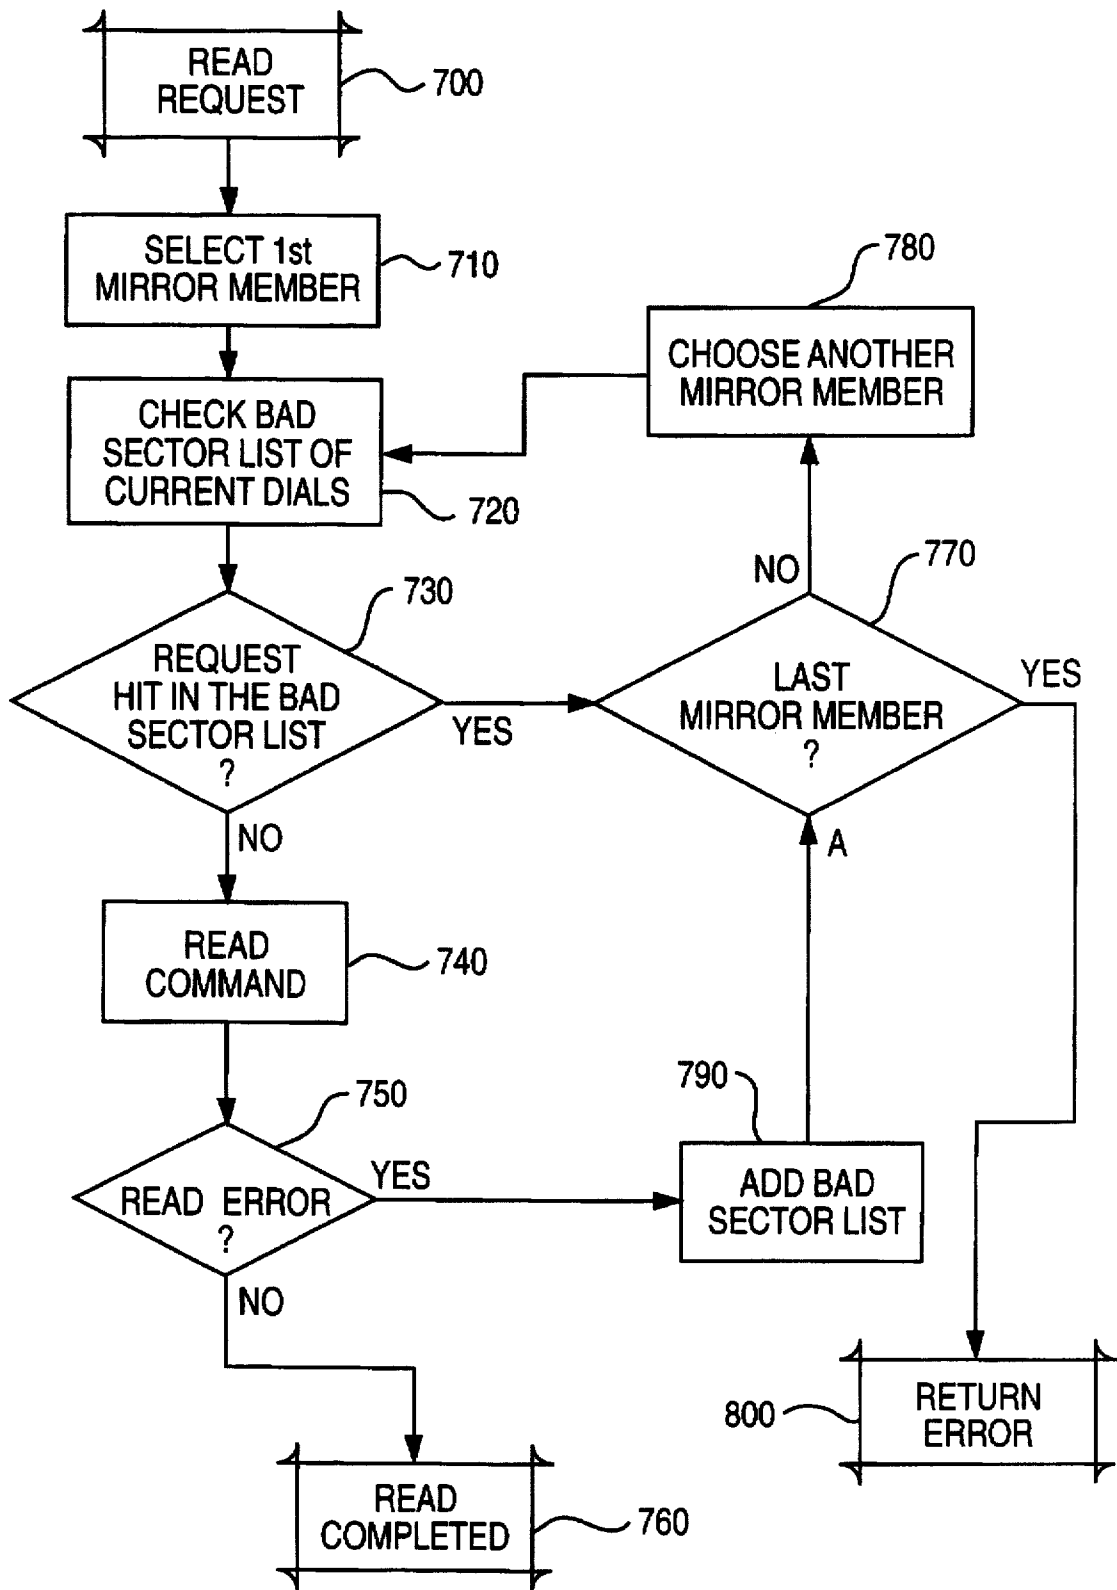 READ
REQUEST
700
SELECT 1st
MIRROR MEMBER
710
780
CHOOSE ANOTHER
MIRROR MEMBER
CHECK BAD
SECTOR LIST OF
CURRENT DIALS
720
730
REQUEST
HIT IN THE BAD
SECTOR LIST
?
YES
NO
770
NO
LAST
MIRROR MEMBER
?
YES
A
READ
COMMAND
740
750
READ ERROR
?
YES
NO
790
ADD BAD
SECTOR LIST
800
RETURN
ERROR
READ
COMPLETED
760